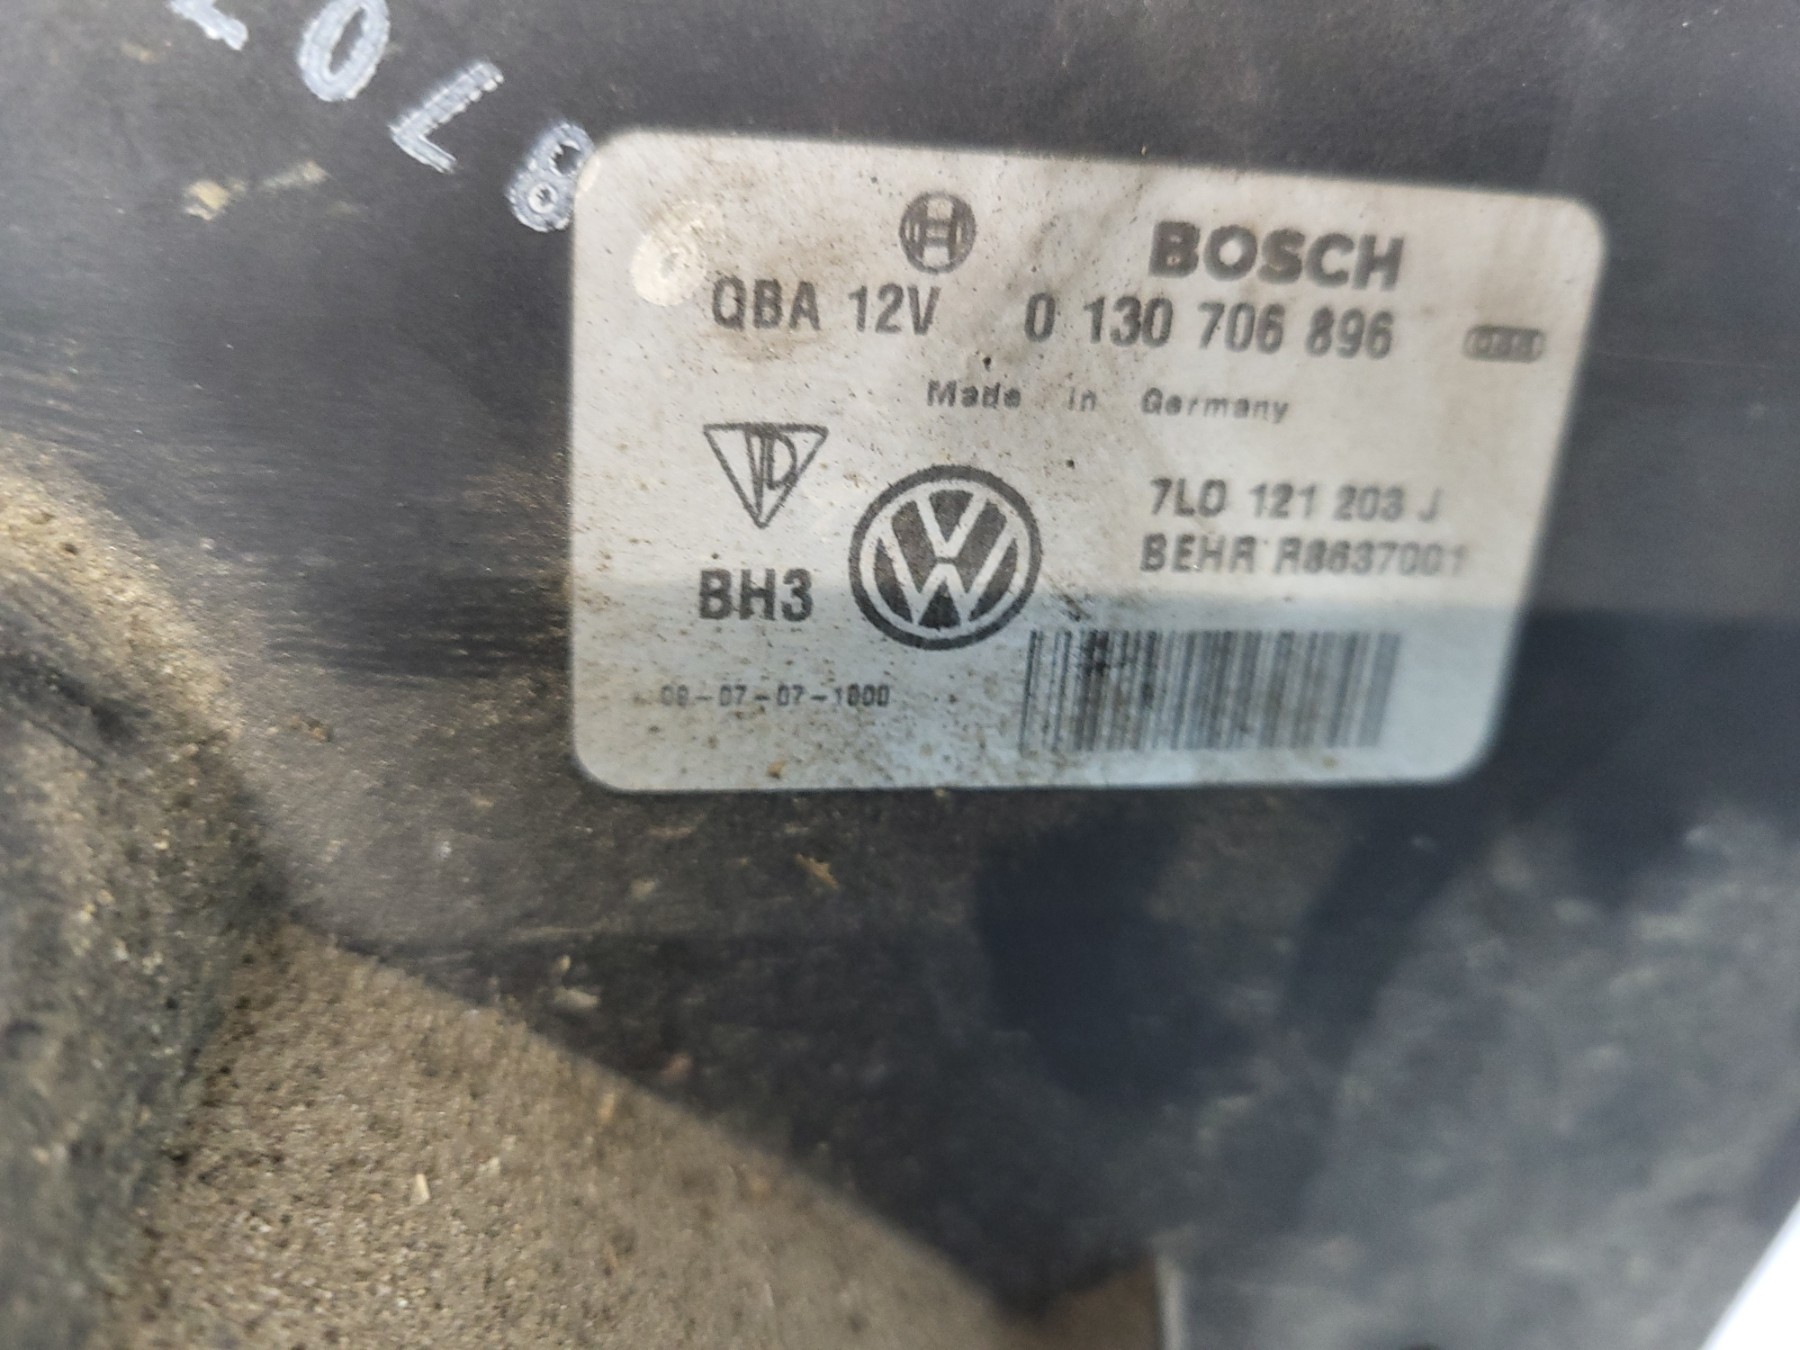 BOSCH
QBA 12V 0 130 706 896
Made in Germany
7L0 121 203 J
BEHR R8637001
BH3
08-07-07-1000